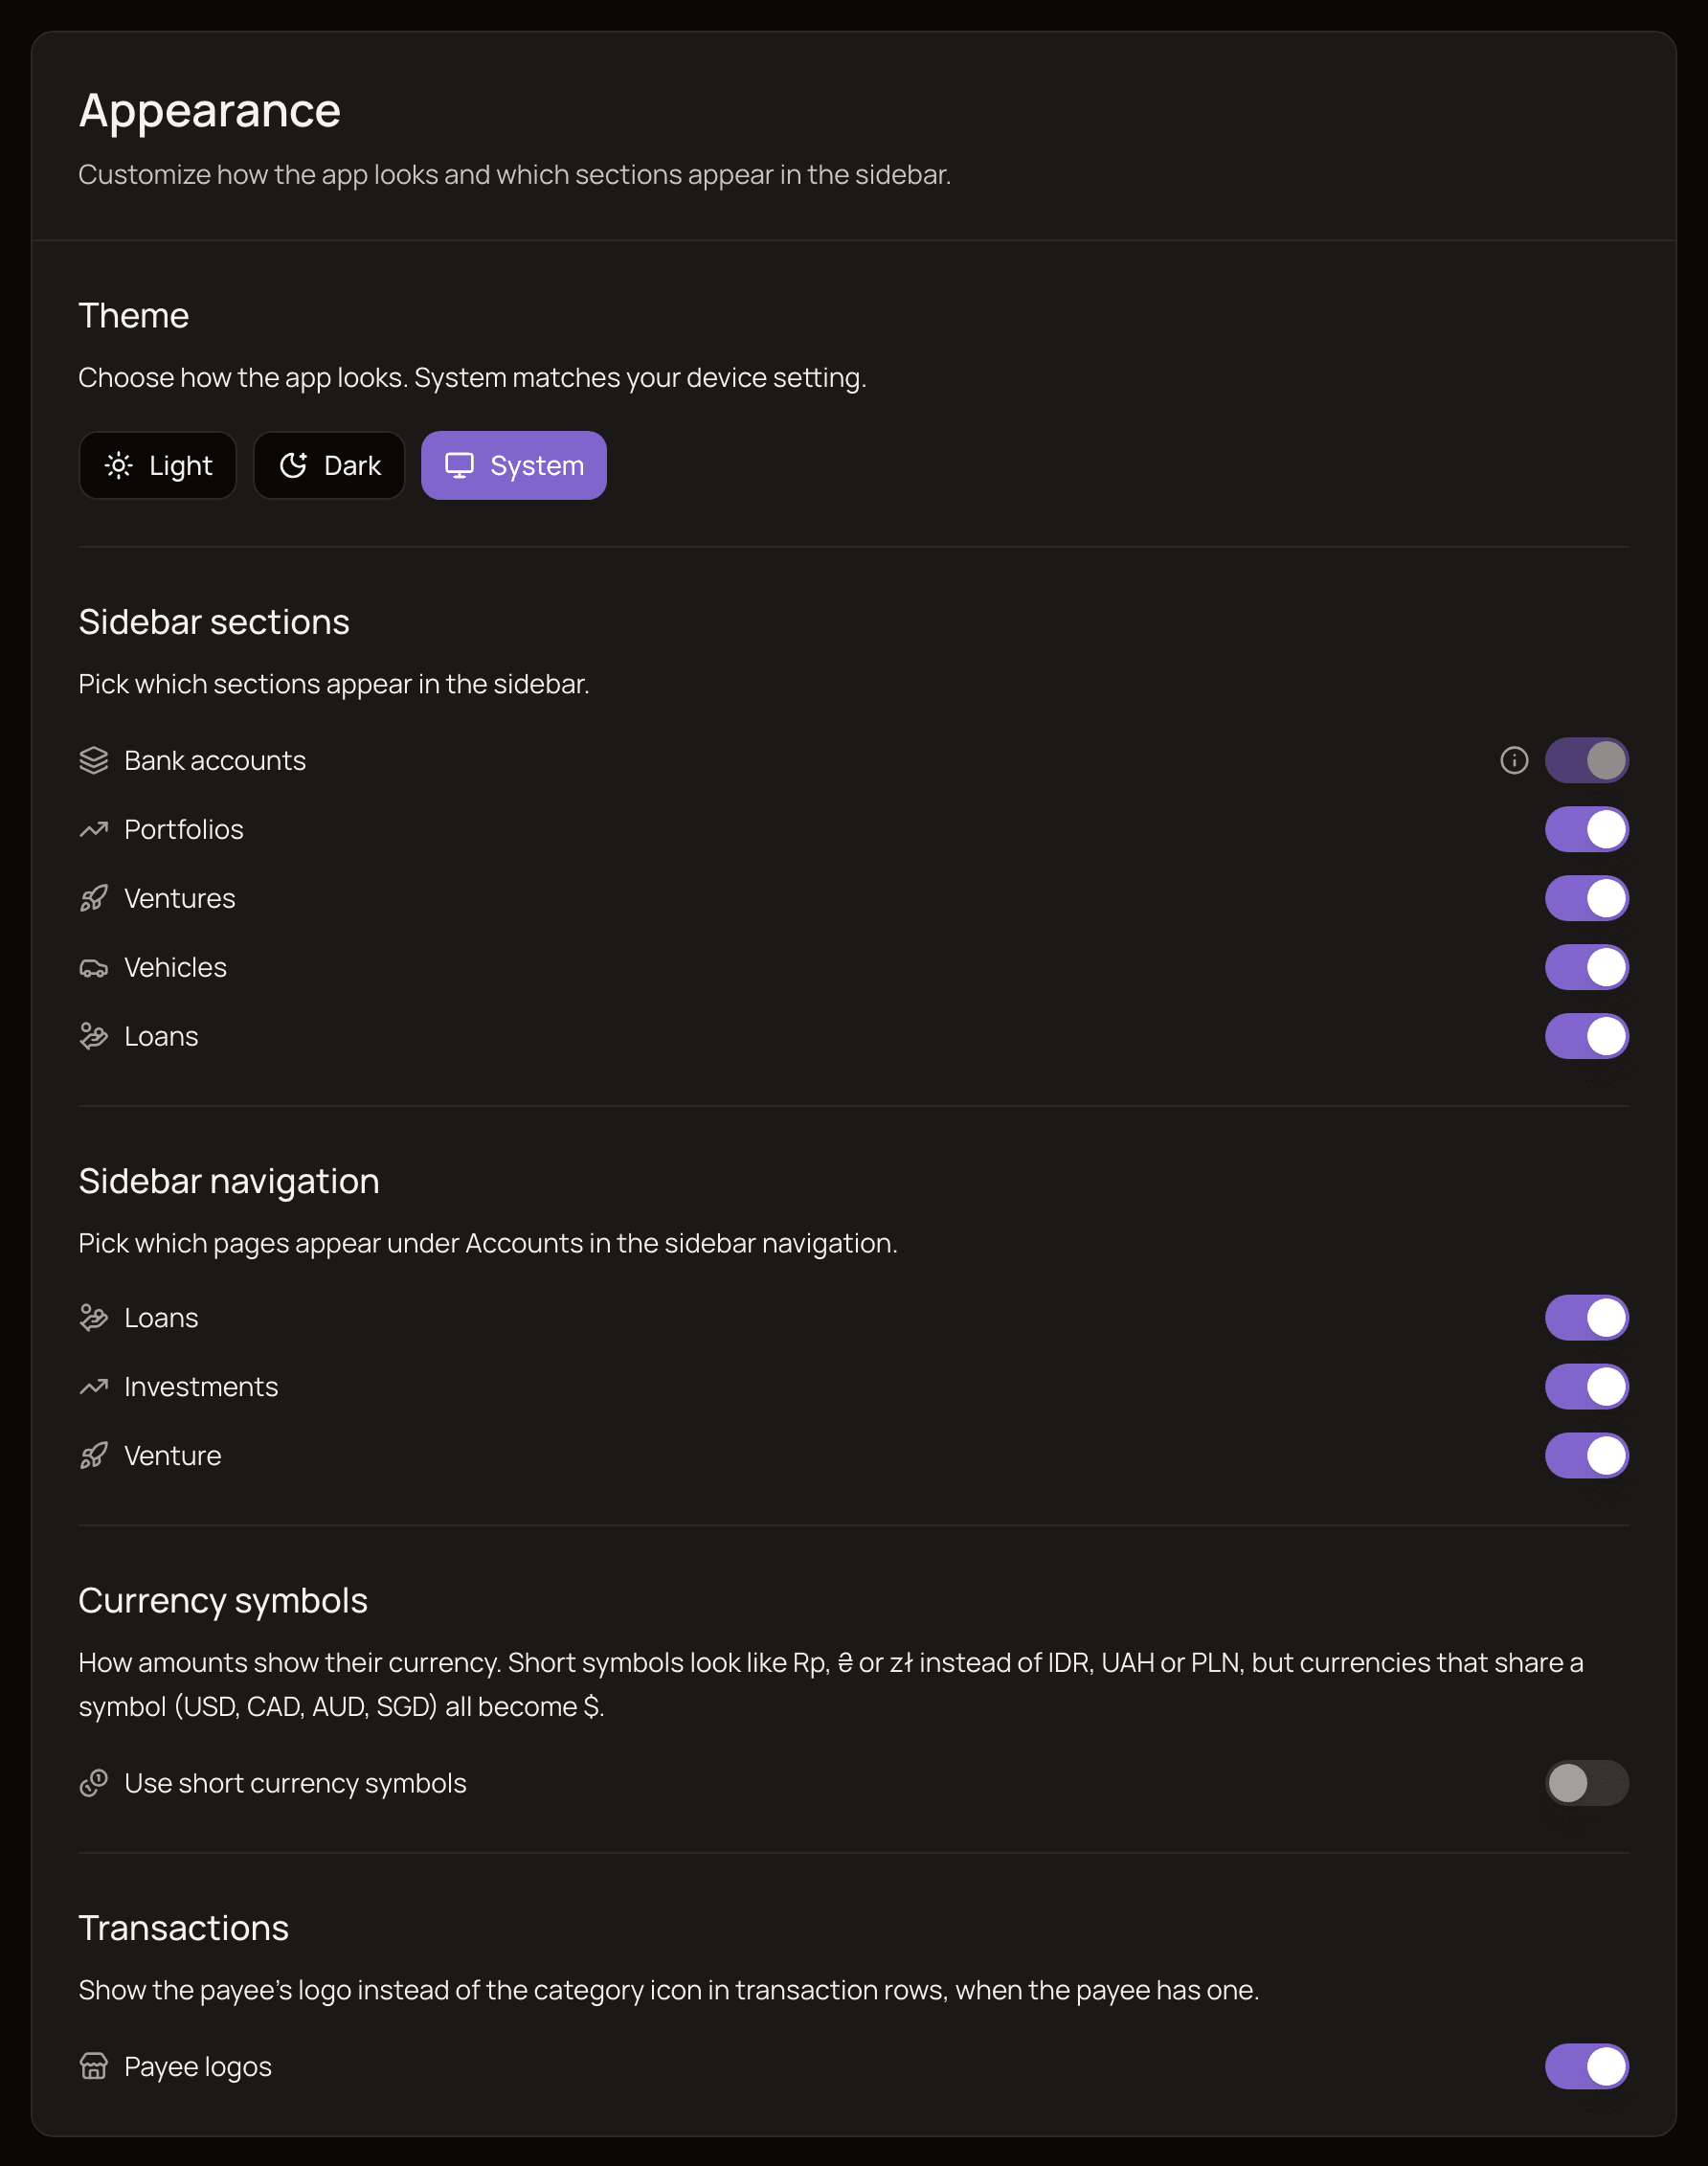 Appearance
Customize how the app looks and which sections appear in the sidebar.
Theme
Choose how the app looks. System matches your device setting.
Light
Dark
System
Sidebar sections
Pick which sections appear in the sidebar.
Bank accounts
Portfolios
Ventures
Vehicles
Loans
Sidebar navigation
Pick which pages appear under Accounts in the sidebar navigation.
Loans
Investments
Venture
Currency symbols
How amounts show their currency. Short symbols look like Rp, ₴ or zł instead of IDR, UAH or PLN, but currencies that share a
symbol (USD, CAD, AUD, SGD) all become $.
Use short currency symbols
Transactions
Show the payee’s logo instead of the category icon in transaction rows, when the payee has one.
Payee logos